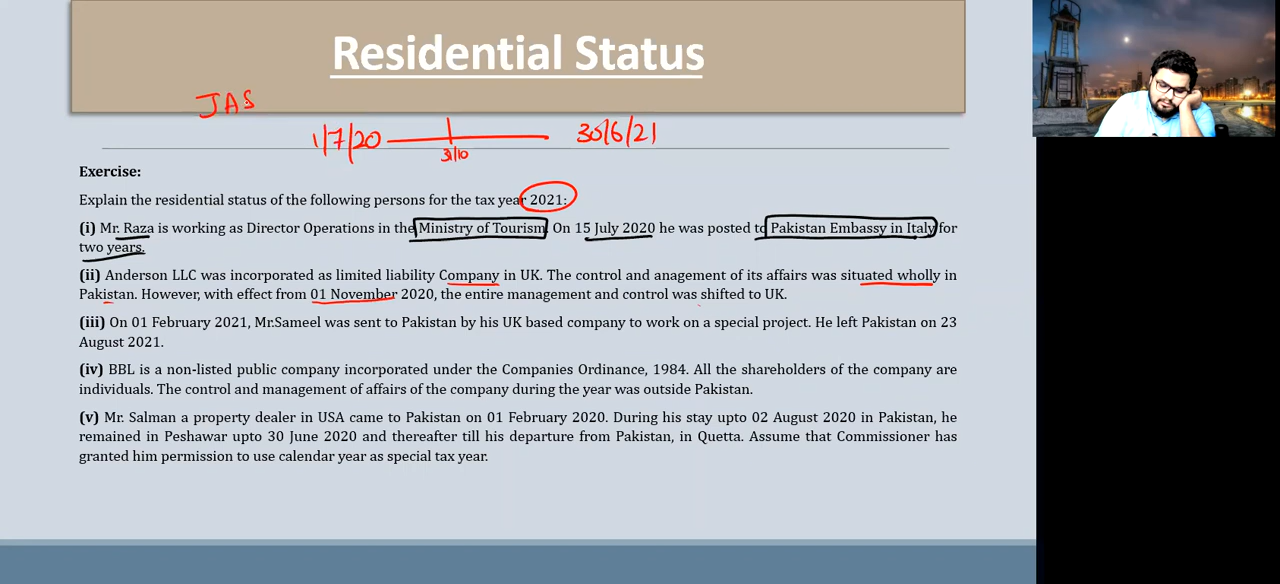 Residential Status
JAS
1/7/20
31/10
30/6/21
Exercise:
Explain the residential status of the following persons for the tax year 2021:
(i) Mr. Raza is working as Director Operations in the Ministry of Tourism. On 15 July 2020 he was posted to Pakistan Embassy in Italy for
two years.
(ii) Anderson LLC was incorporated as limited liability Company in UK. The control and anagement of its affairs was situated wholly in
Pakistan. However, with effect from 01 November 2020, the entire management and control was shifted to UK.
(iii) On 01 February 2021, Mr.Sameel was sent to Pakistan by his UK based company to work on a special project. He left Pakistan on 23
August 2021.
(iv) BBL is a non-listed public company incorporated under the Companies Ordinance, 1984. All the shareholders of the company are
individuals. The control and management of affairs of the company during the year was outside Pakistan.
(v) Mr. Salman a property dealer in USA came to Pakistan on 01 February 2020. During his stay upto 02 August 2020 in Pakistan, he
remained in Peshawar upto 30 June 2020 and thereafter till his departure from Pakistan, in Quetta. Assume that Commissioner has
granted him permission to use calendar year as special tax year.